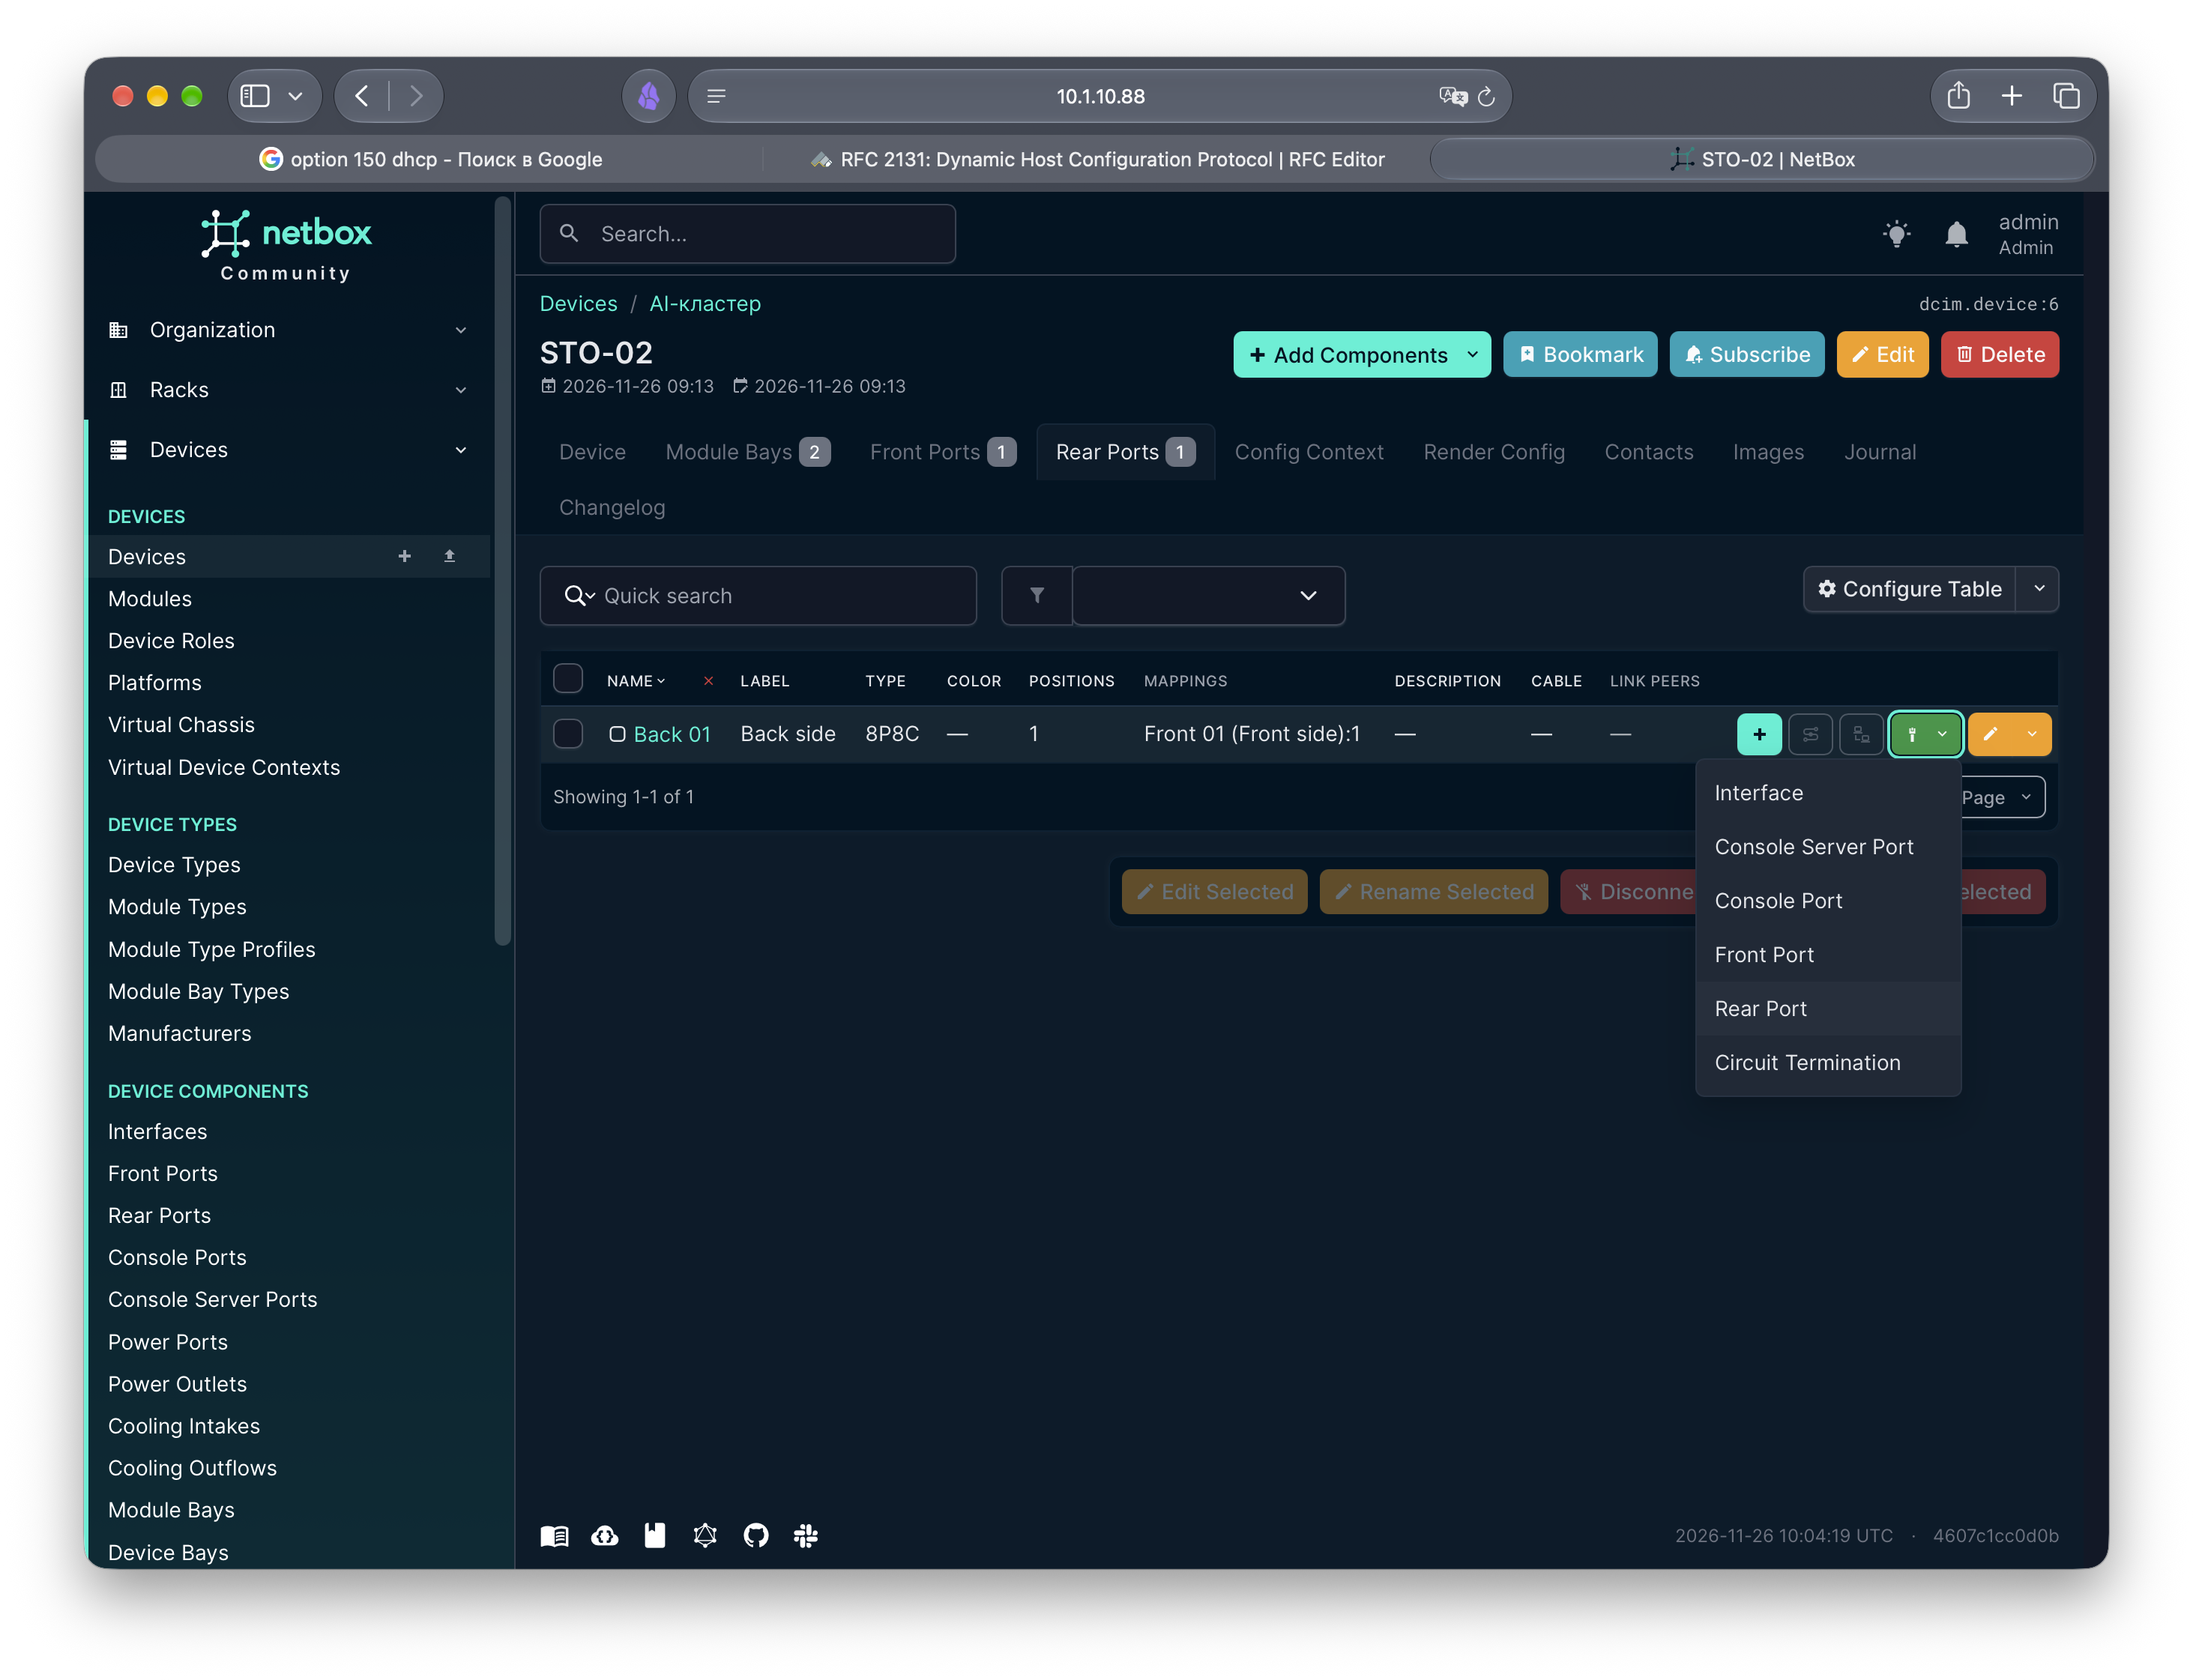 10.1.10.88
option 150 dhcp - Поиск в Google
RFC 2131: Dynamic Host Configuration Protocol | RFC Editor
STO-02 | NetBox
netbox
Community
Search...
admin
Admin
Organization
Racks
Devices
DEVICES
Devices
Modules
Device Roles
Platforms
Virtual Chassis
Virtual Device Contexts
DEVICE TYPES
Device Types
Module Types
Module Type Profiles
Module Bay Types
Manufacturers
DEVICE COMPONENTS
Interfaces
Front Ports
Rear Ports
Console Ports
Console Server Ports
Power Ports
Power Outlets
Cooling Intakes
Cooling Outflows
Module Bays
Device Bays
Devices / AI-кластер
dcim.device:6
STO-02
2026-11-26 09:13 2026-11-26 09:13
Add Components Bookmark Subscribe Edit Delete
Device Module Bays 2 Front Ports 1 Rear Ports 1 Config Context Render Config Contacts Images Journal
Changelog
Quick search
Configure Table
NAME LABEL TYPE COLOR POSITIONS MAPPINGS DESCRIPTION CABLE LINK PEERS
Back 01 Back side 8P8C — 1 Front 01 (Front side):1 — — —
Showing 1-1 of 1
Page
Edit Selected Rename Selected Disconne elected
Interface
Console Server Port
Console Port
Front Port
Rear Port
Circuit Termination
2026-11-26 10:04:19 UTC · 4607c1cc0d0b